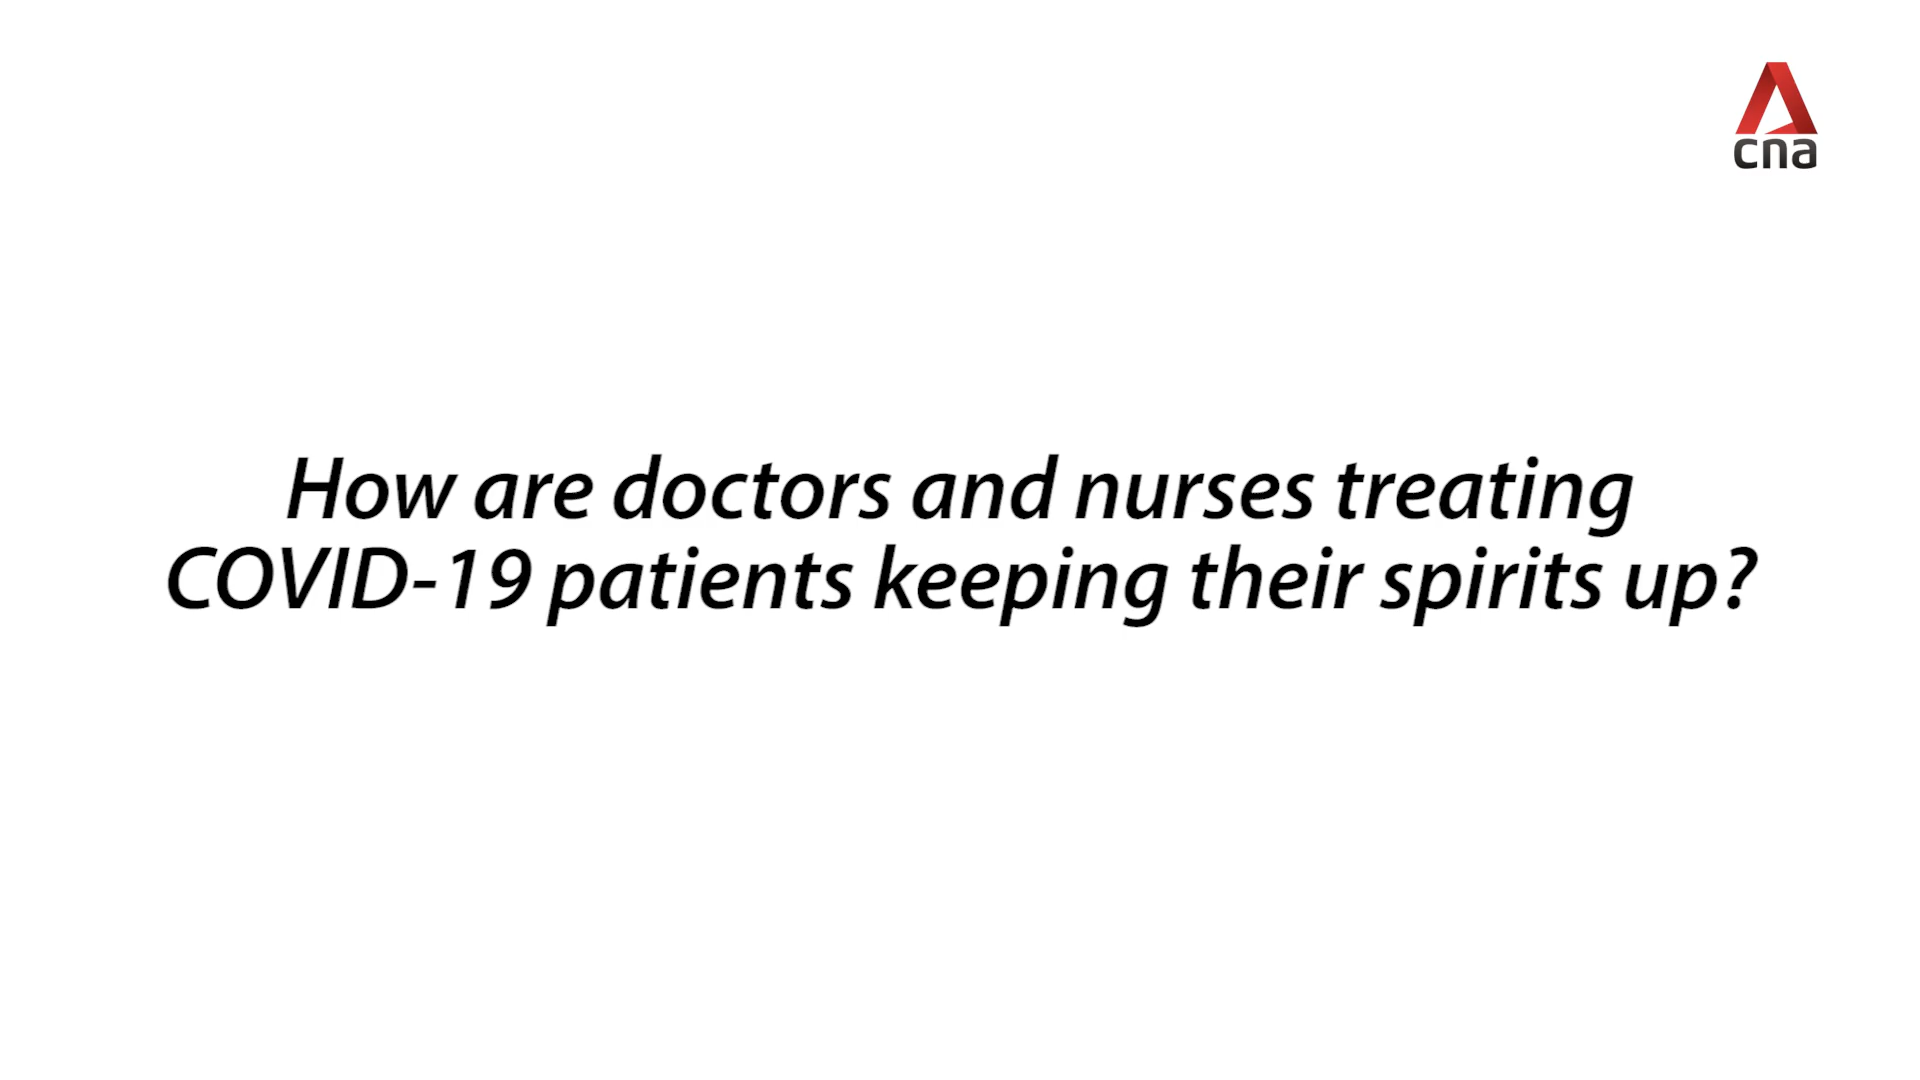 cna
How are doctors and nurses treating
COVID-19 patients keeping their spirits up?